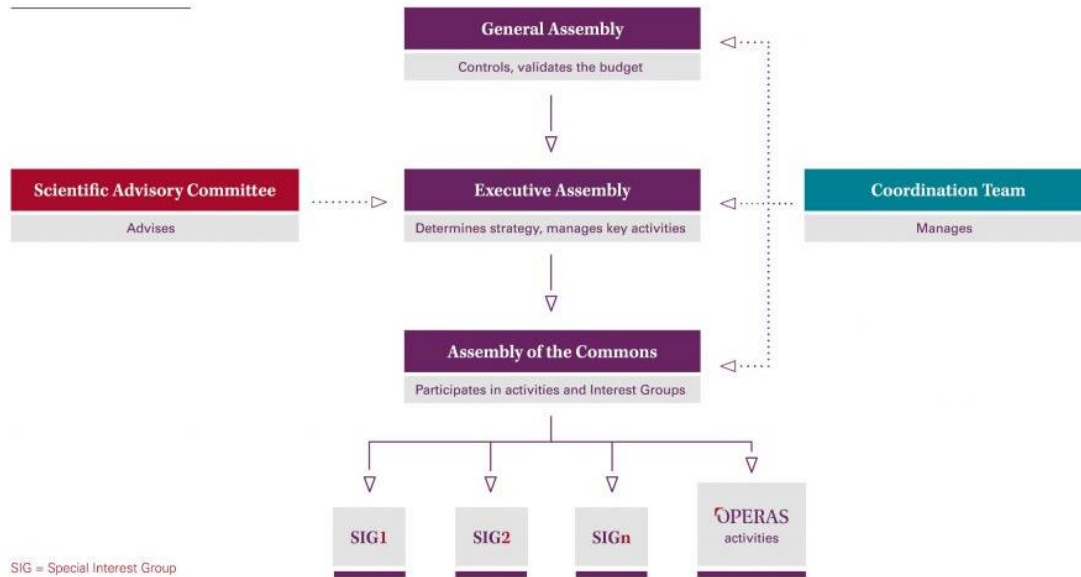 General Assembly
Controls, validates the budget
Scientific Advisory Committee
Advises
Executive Assembly
Determines strategy, manages key activities
Coordination Team
Manages
Assembly of the Commons
Participates in activities and Interest Groups
SIG1
SIG2
SIGn
OPERAS
activities
SIG = Special Interest Group